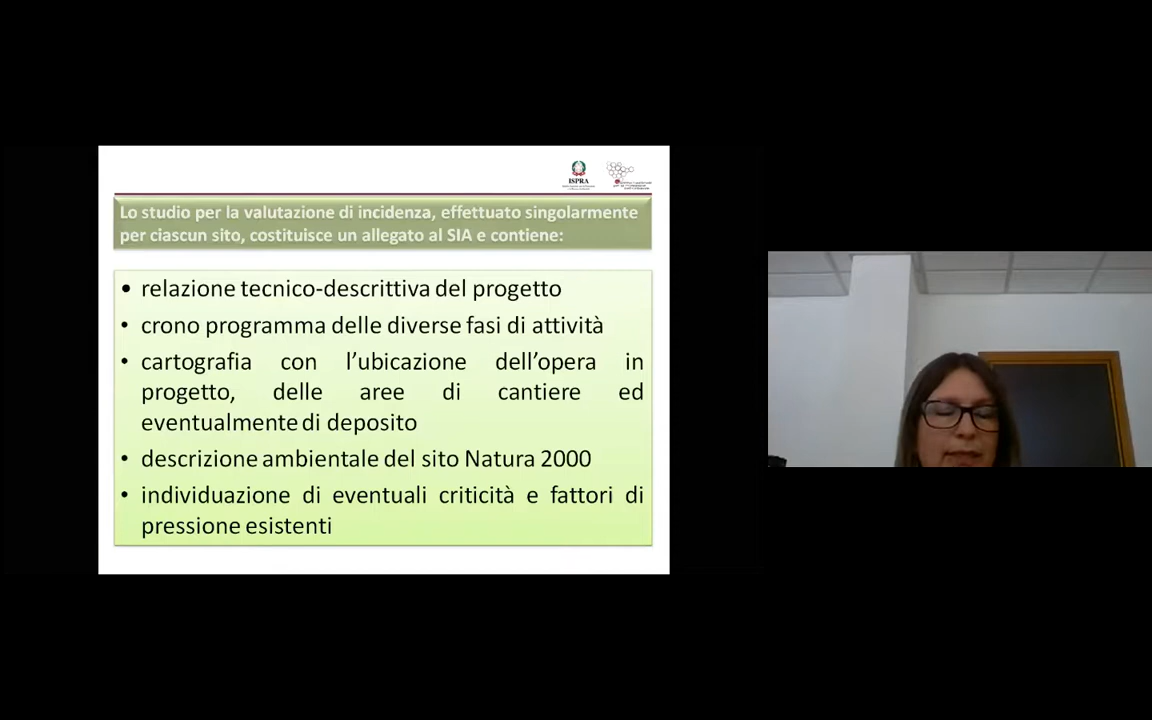 ISPRA
Lo studio per la valutazione di incidenza, effettuato singolarmente
per ciascun sito, costituisce un allegato al SIA e contiene:
• relazione tecnico-descrittiva del progetto
• crono programma delle diverse fasi di attività
• cartografia con l’ubicazione dell’opera in
progetto, delle aree di cantiere ed
eventualmente di deposito
• descrizione ambientale del sito Natura 2000
• individuazione di eventuali criticità e fattori di
pressione esistenti